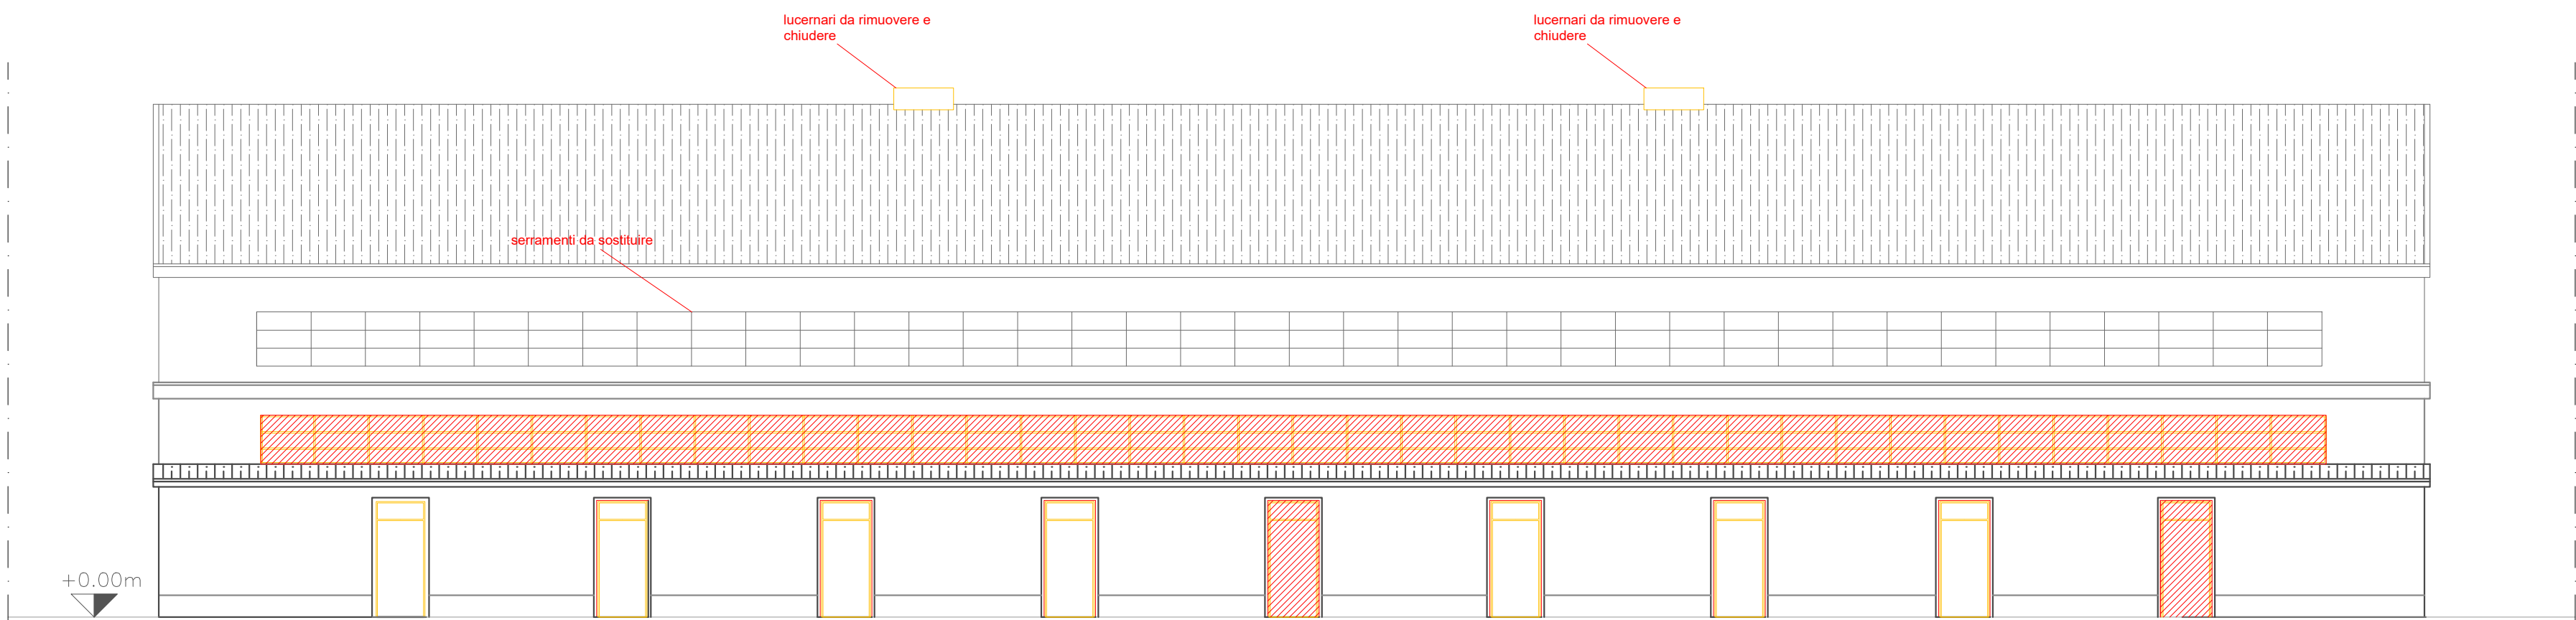 lucernari da rimuovere e
chiudere
lucernari da rimuovere e
chiudere
serramenti da sostituire
+0.00m